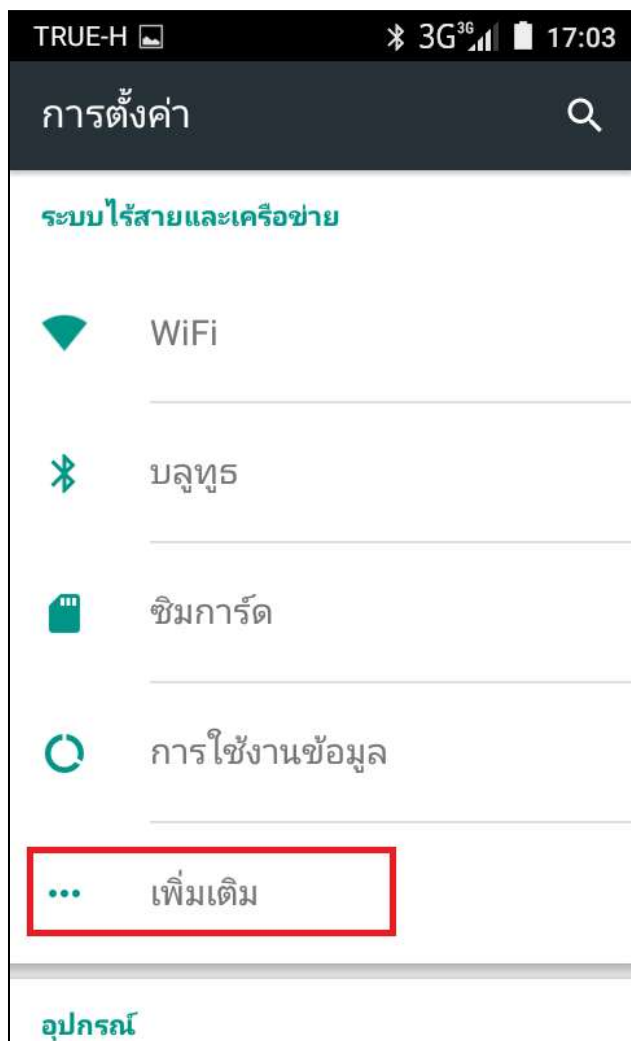 TRUE-H 3G 3G 17:03
การตั้งค่า
ระบบไร้สายและเครือข่าย
WiFi
บลูทูธ
ซิมการ์ด
การใช้งานข้อมูล
เพิ่มเติม
อุปกรณ์